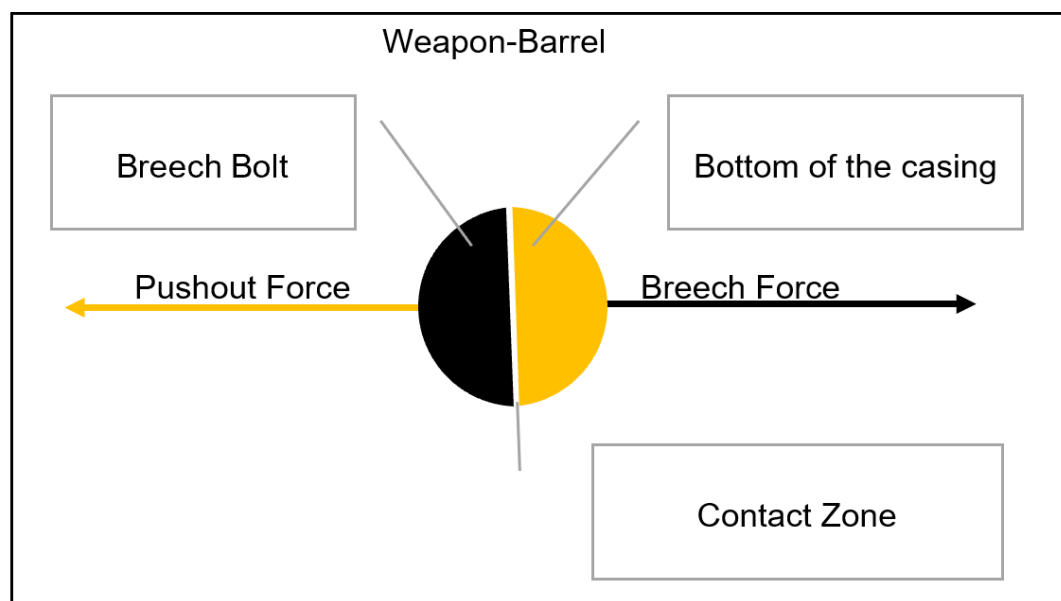 Weapon-Barrel
Breech Bolt
Bottom of the casing
Pushout Force
Breech Force
Contact Zone